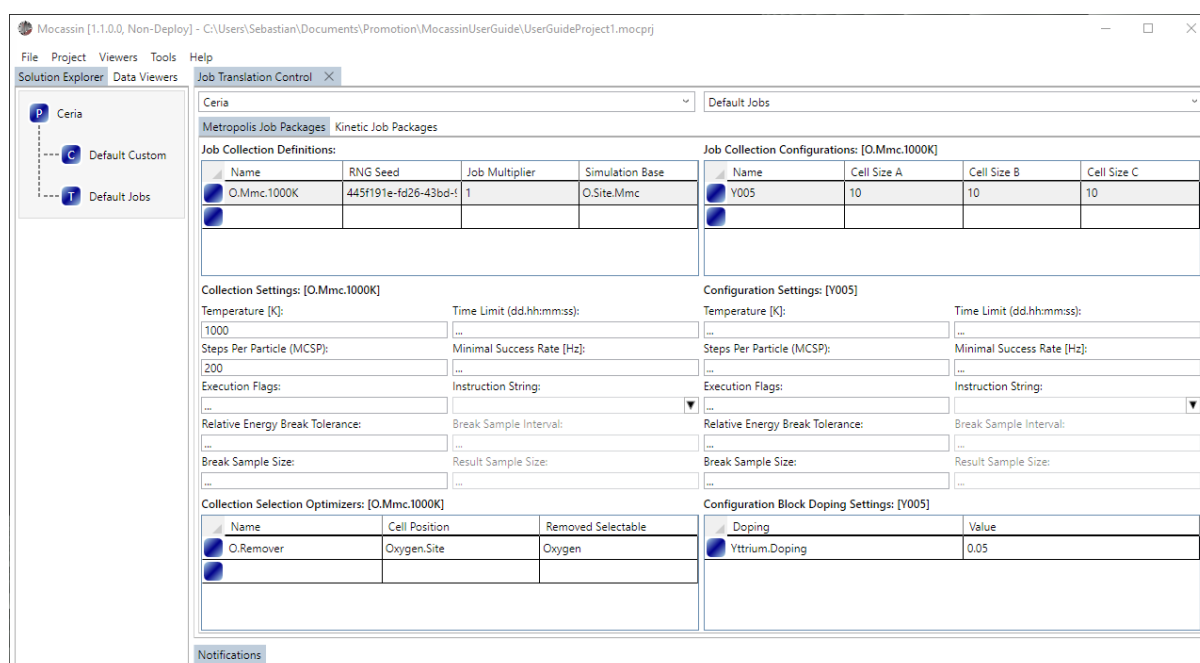 Mocassin [1.1.0.0, Non-Deploy] - C:\Users\Sebastian\Documents\Promotion\MocassinUserGuide\UserGuideProject1.mocprj
File Project Viewers Tools Help
Solution Explorer Data Viewers Job Translation Control
P Ceria
C Default Custom
T Default Jobs
Ceria Default Jobs
Metropolis Job Packages Kinetic Job Packages
Job Collection Definitions: Job Collection Configurations: [O.Mmc.1000K]
Name RNG Seed Job Multiplier Simulation Base Name Cell Size A Cell Size B Cell Size C
O.Mmc.1000K 445f191e-fd26-43bd-9 1 O.Site.Mmc Y005 10 10 10
Collection Settings: [O.Mmc.1000K] Configuration Settings: [Y005]
Temperature [K]: Time Limit (dd.hh:mm:ss): Temperature [K]: Time Limit (dd.hh:mm:ss):
1000 ... ... ...
Steps Per Particle (MCSP): Minimal Success Rate [Hz]: Steps Per Particle (MCSP): Minimal Success Rate [Hz]:
200 ... ... ...
Execution Flags: Instruction String: Execution Flags: Instruction String:
... ...
Relative Energy Break Tolerance: Break Sample Interval: Relative Energy Break Tolerance: Break Sample Interval:
... ... ... ...
Break Sample Size: Result Sample Size: Break Sample Size: Result Sample Size:
... ... ... ...
Collection Selection Optimizers: [O.Mmc.1000K] Configuration Block Doping Settings: [Y005]
Name Cell Position Removed Selectable Doping Value
O.Remover Oxygen.Site Oxygen Yttrium.Doping 0.05
Notifications